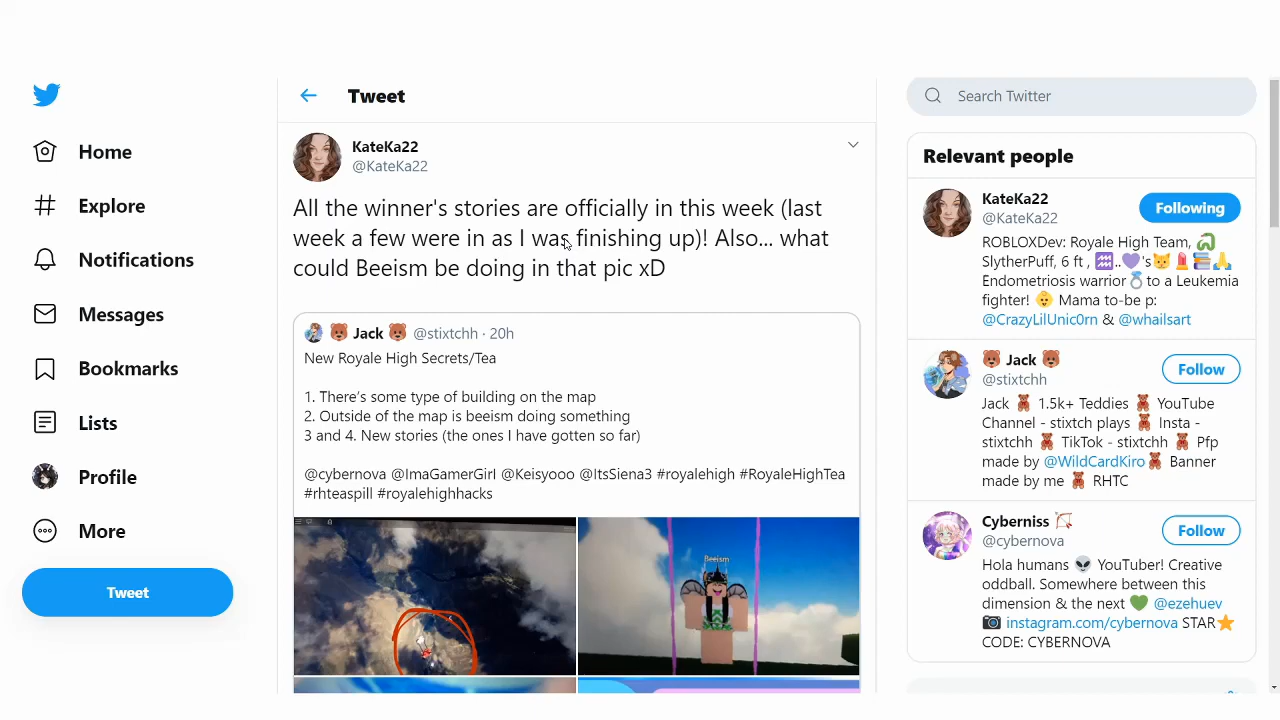 Tweet
Search Twitter
Home
Explore
Notifications
Messages
Bookmarks
Lists
Profile
More
Tweet
KateKa22
@KateKa22
All the winner's stories are officially in this week (last
week a few were in as I was finishing up)! Also... what
could Beeism be doing in that pic xD
🐻 Jack 🐻 @stixtchh · 20h
New Royale High Secrets/Tea
1. There's some type of building on the map
2. Outside of the map is beeism doing something
3 and 4. New stories (the ones I have gotten so far)
@cybernova @ImaGamerGirl @Keisyooo @ItsSiena3 #royalehigh #RoyaleHighTea
#rhteaspill #royalehighhacks
Beeism
Relevant people
KateKa22
@KateKa22
Following
ROBLOXDev: Royale High Team, 🐍
SlytherPuff, 6 ft , ♒..💜's😺💄📚🙏
Endometriosis warrior💍to a Leukemia
fighter! 👶 Mama to-be p:
@CrazyLilUnic0rn & @whailsart
🐻 Jack 🐻
@stixtchh
Follow
Jack 🧸 1.5k+ Teddies 🧸 YouTube
Channel - stixtch plays 🧸 Insta -
stixtchh 🧸 TikTok - stixtchh 🧸 Pfp
made by @WildCardKiro🧸 Banner
made by me 🧸 RHTC
Cyberniss 🏹
@cybernova
Follow
Hola humans 👽 YouTuber! Creative
oddball. Somewhere between this
dimension & the next 💚 @ezehuev
📷 instagram.com/cybernova STAR⭐
CODE: CYBERNOVA